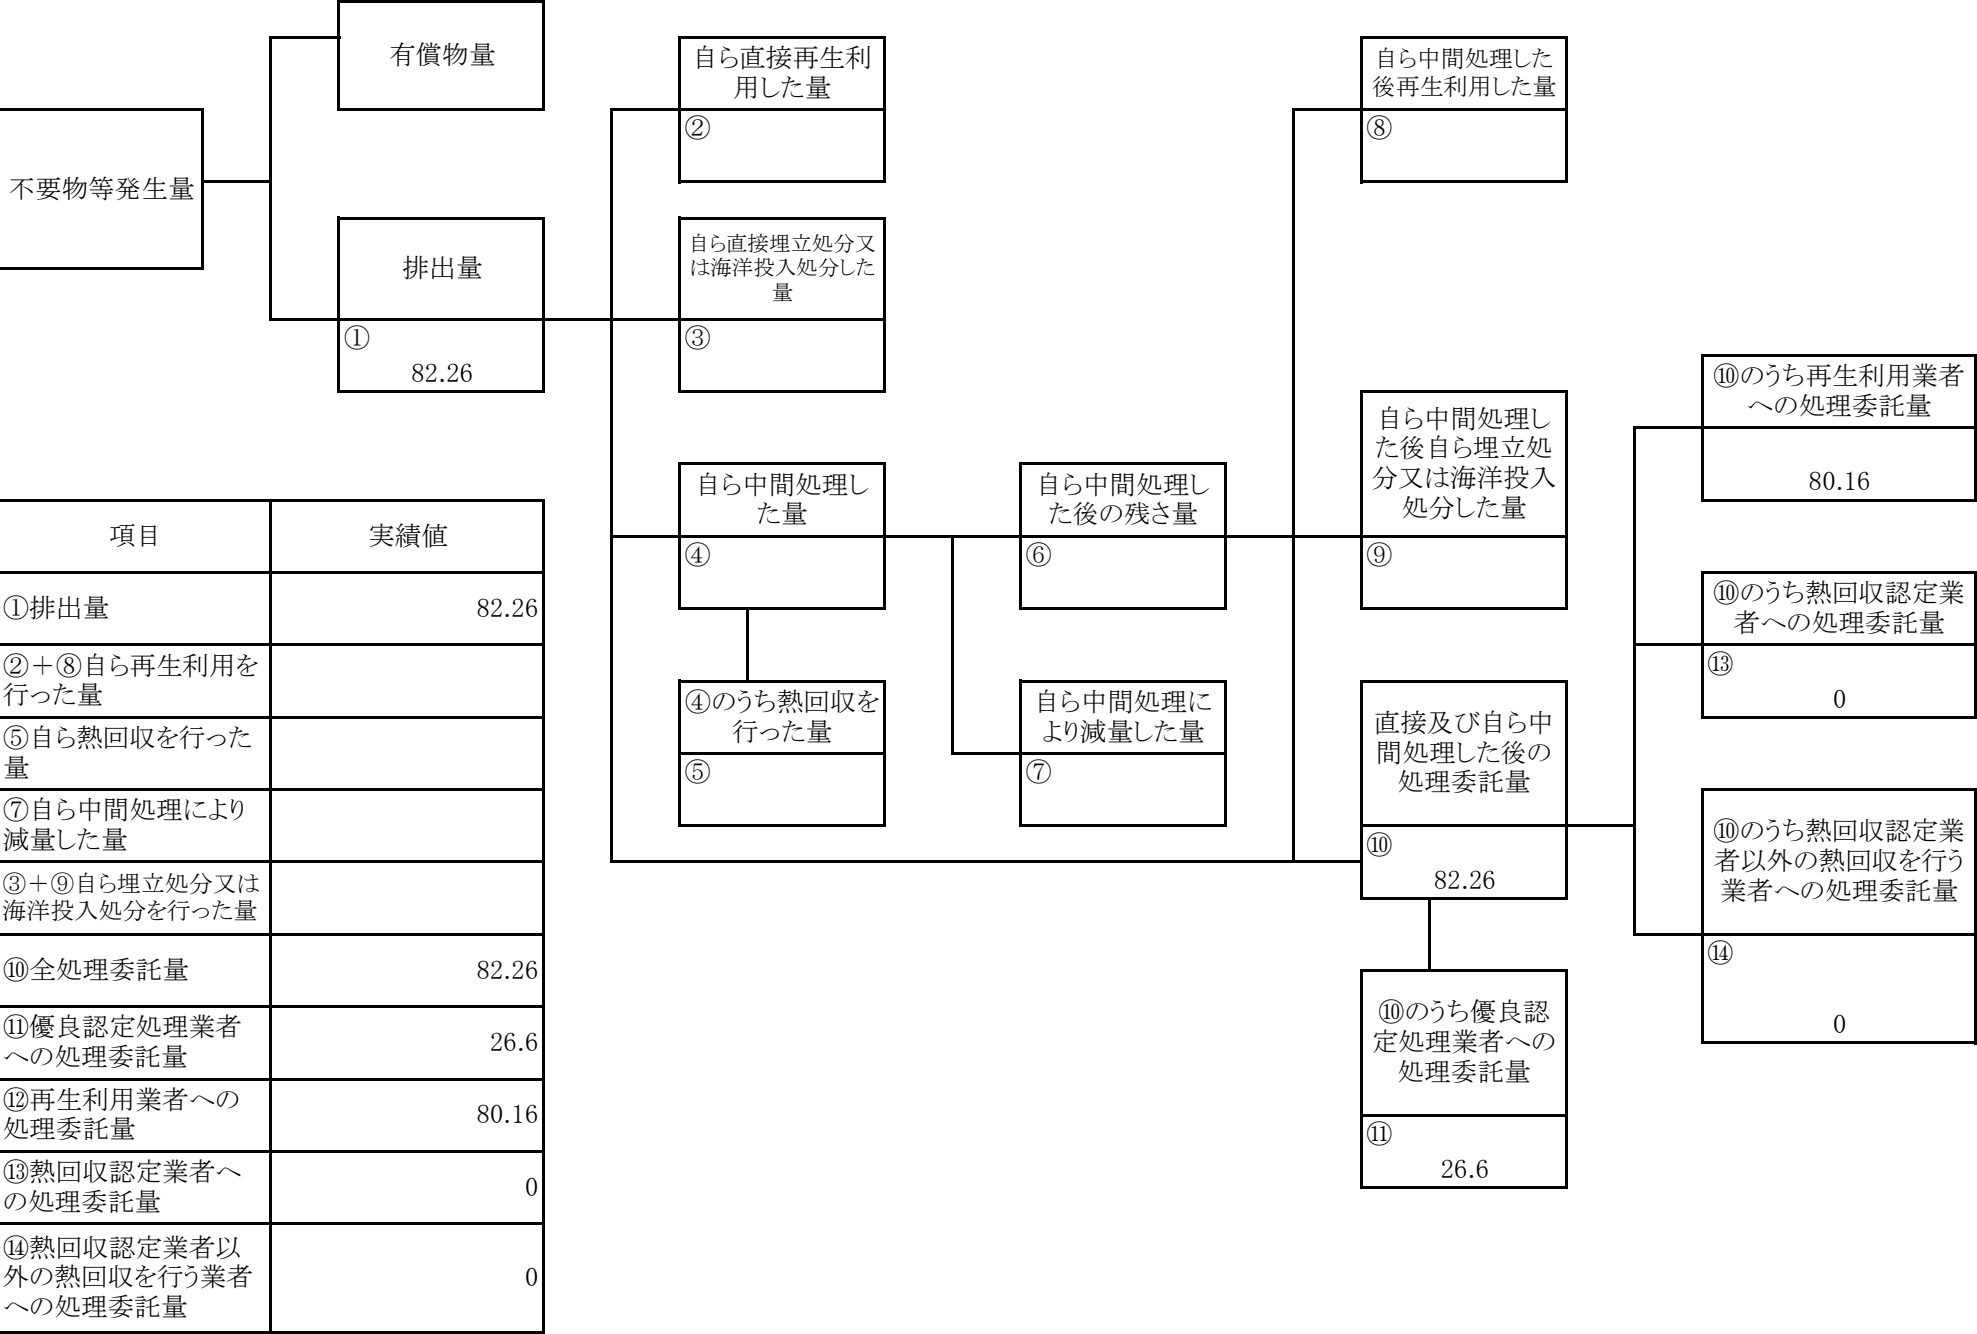 有償物量
不要物等発生量
排出量
①
82.26
自ら直接再生利
用した量
②
自ら直接埋立処分又
は海洋投入処分した
量
③
自ら中間処理し
た量
④
④のうち熱回収を
行った量
⑤
自ら中間処理し
た後の残さ量
⑥
自ら中間処理に
より減量した量
⑦
自ら中間処理した
後再生利用した量
⑧
自ら中間処理し
た後自ら埋立処
分又は海洋投入
処分した量
⑨
直接及び自ら中
間処理した後の
処理委託量
⑩
82.26
⑩のうち優良認
定処理業者への
処理委託量
⑪
26.6
⑩のうち再生利用業者
への処理委託量
80.16
⑩のうち熱回収認定業
者への処理委託量
⑬
0
⑩のうち熱回収認定業
者以外の熱回収を行う
業者への処理委託量
⑭
0
項目 実績値
①排出量 82.26
②＋⑧自ら再生利用を
行った量
⑤自ら熱回収を行った
量
⑦自ら中間処理により
減量した量
③＋⑨自ら埋立処分又は
海洋投入処分を行った量
⑩全処理委託量 82.26
⑪優良認定処理業者
への処理委託量 26.6
⑫再生利用業者への
処理委託量 80.16
⑬熱回収認定業者へ
の処理委託量 0
⑭熱回収認定業者以
外の熱回収を行う業者 0
への処理委託量